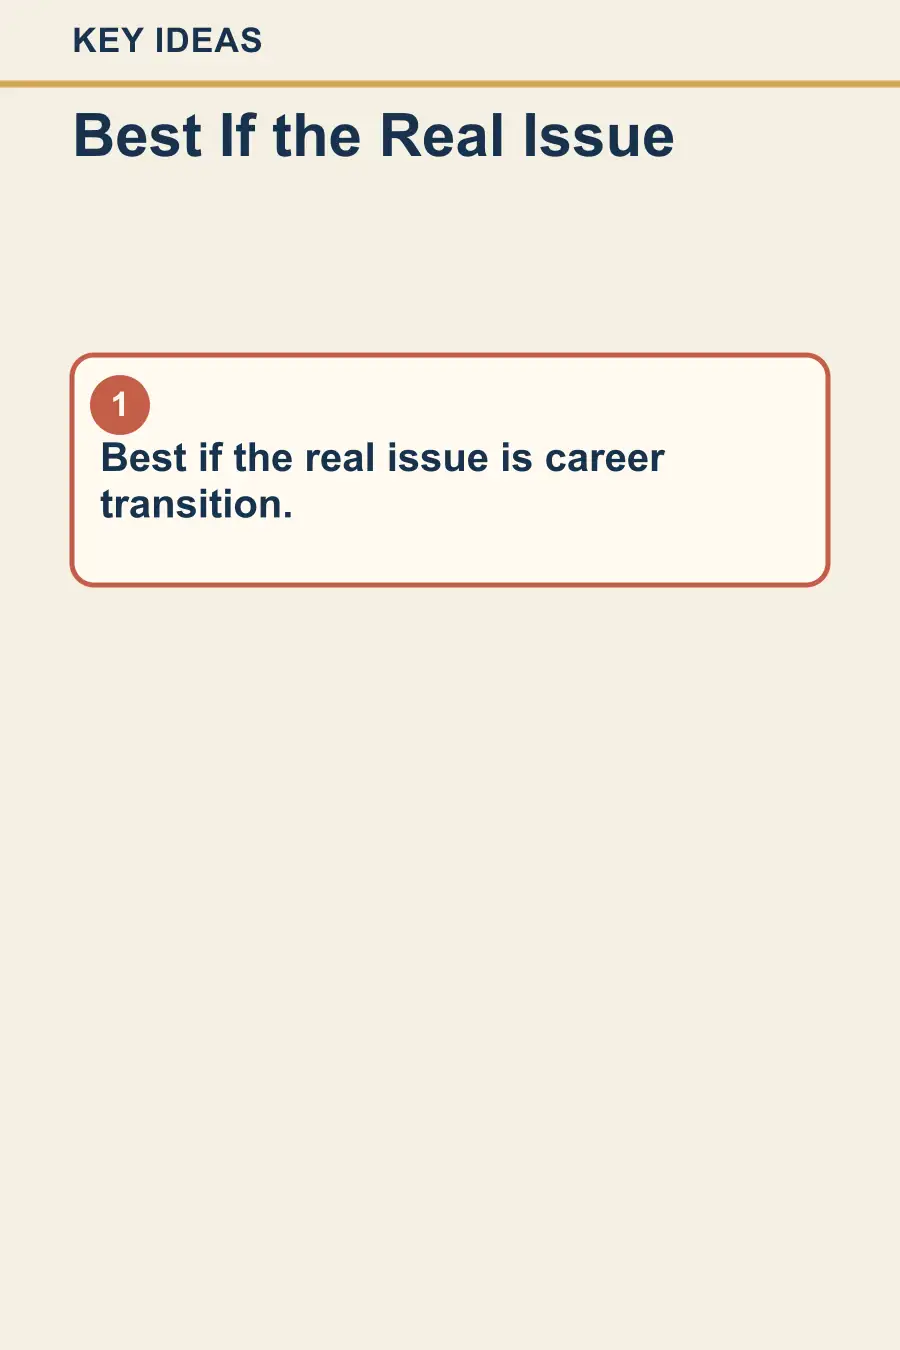 KEY IDEAS
Best If the Real Issue
1
Best if the real issue is career
transition.